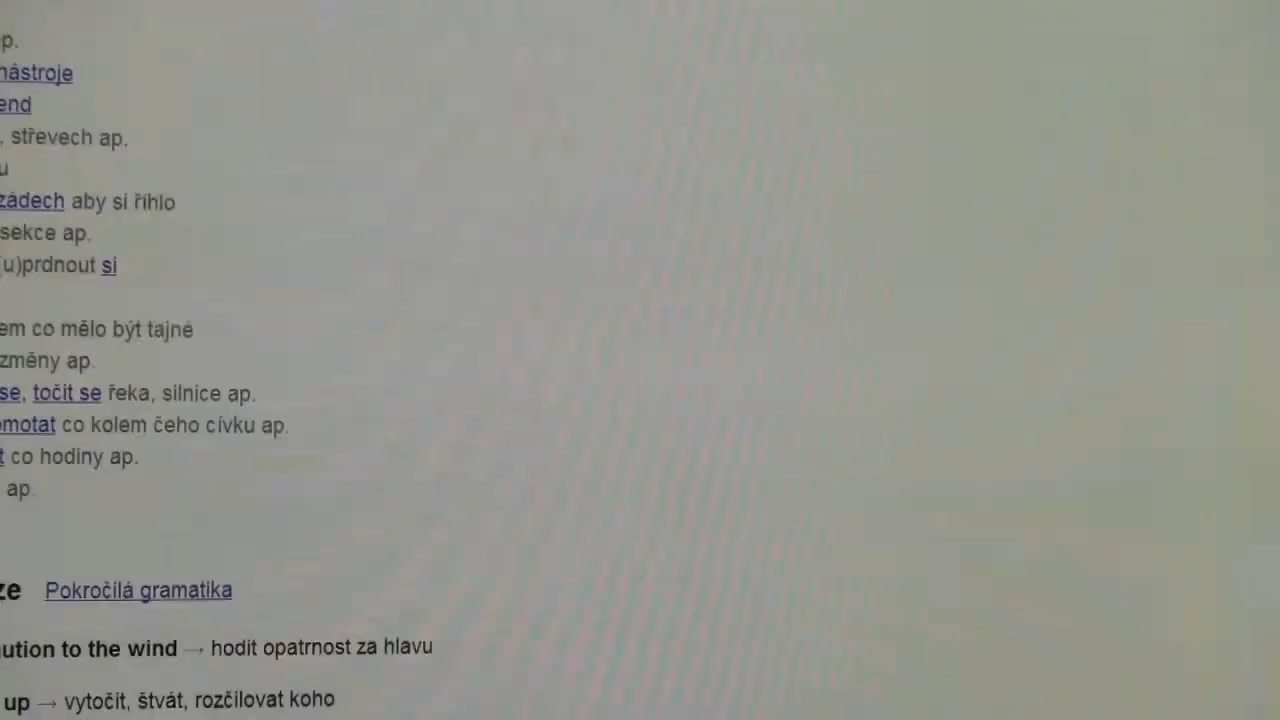 ap.
nástroje
end
, střevech ap.
u
zádech aby si říhlo
sekce ap.
(u)prdnout si
em co mělo být tajné
změny ap.
se, točit se řeka, silnice ap.
omotat co kolem čeho cívku ap.
t co hodiny ap.
ap.
ze Pokročilá gramatika
ution to the wind → hodit opatrnost za hlavu
up → vytočit, štvát, rozčilovat koho